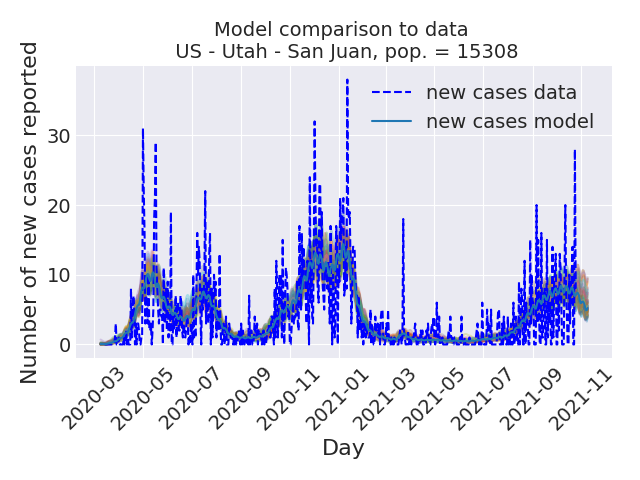 Model comparison to data
US - Utah - San Juan, pop. = 15308
Number of new cases reported
30
20
10
0
new cases data
new cases model
2020-03
2020-05
2020-07
2020-09
2020-11
2021-01
2021-03
2021-05
2021-07
2021-09
2021-11
Day